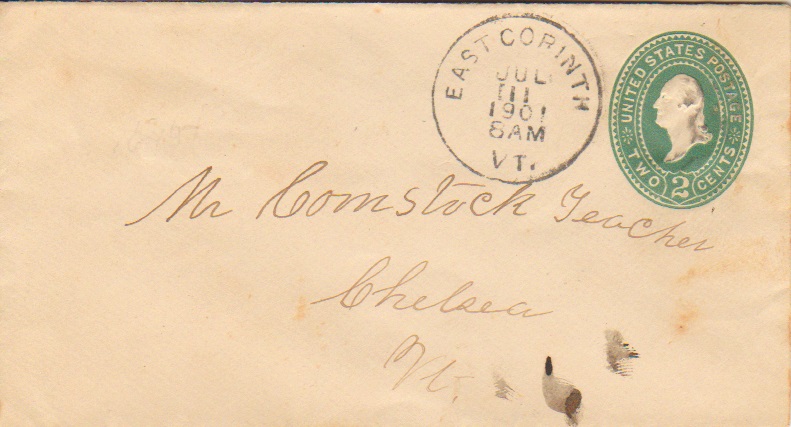 EAST CORINTH
JUL
11
1901
8AM
VT.
UNITED STATES POSTAGE
TWO 2 CENTS
Mr Comstock Teacher
Chelsea
Vt.